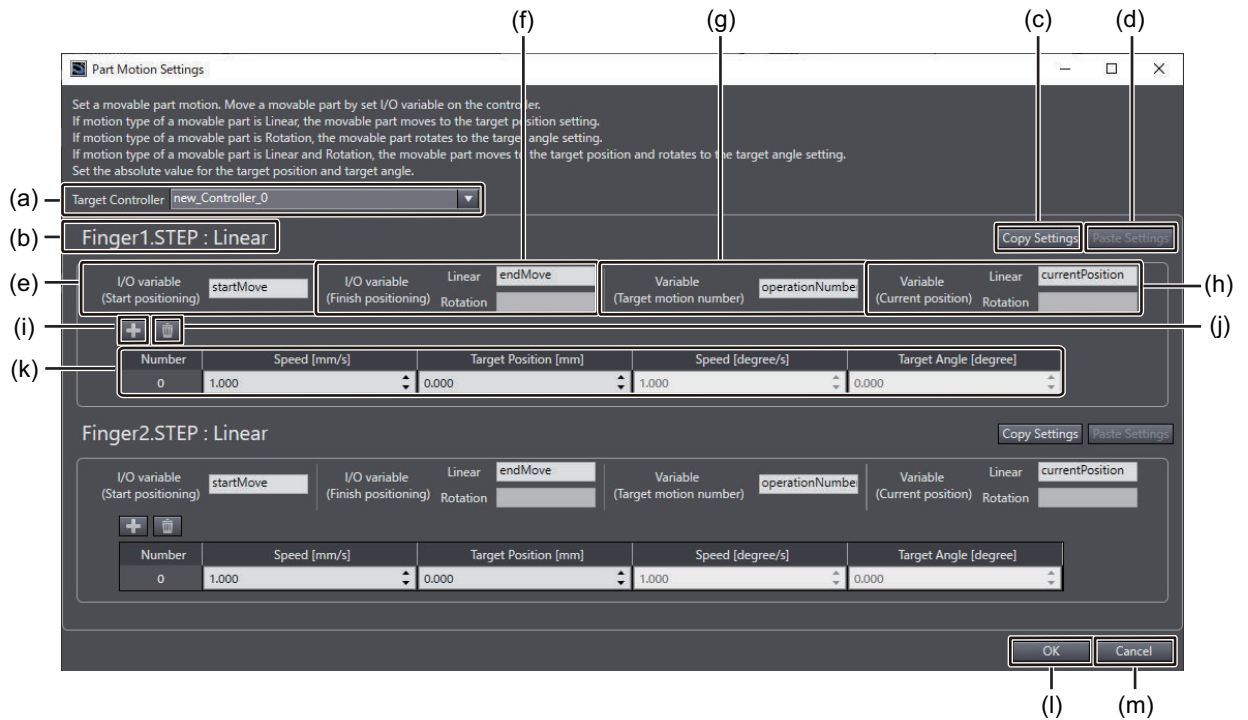 (f) (g) (c) (d)
Part Motion Settings
Set a movable part motion. Move a movable part by set I/O variable on the controller.
If motion type of a movable part is Linear, the movable part moves to the target position setting.
If motion type of a movable part is Rotation, the movable part rotates to the target angle setting.
If motion type of a movable part is Linear and Rotation, the movable part moves to the target position and rotates to the target angle setting.
Set the absolute value for the target position and target angle.
(a) Target Controller new_Controller_0
(b) Finger1.STEP : Linear Copy Settings Paste Settings
(e) I/O variable (Start positioning) startMove I/O variable (Finish positioning) Linear endMove Rotation Variable (Target motion number) operationNumbe Variable (Current position) Linear currentPosition Rotation (h)
(i) (j)
(k) Number Speed [mm/s] Target Position [mm] Speed [degree/s] Target Angle [degree]
0 1.000 0.000 1.000 0.000
Finger2.STEP : Linear Copy Settings Paste Settings
I/O variable (Start positioning) startMove I/O variable (Finish positioning) Linear endMove Rotation Variable (Target motion number) operationNumbe Variable (Current position) Linear currentPosition Rotation
Number Speed [mm/s] Target Position [mm] Speed [degree/s] Target Angle [degree]
0 1.000 0.000 1.000 0.000
OK Cancel
(l) (m)